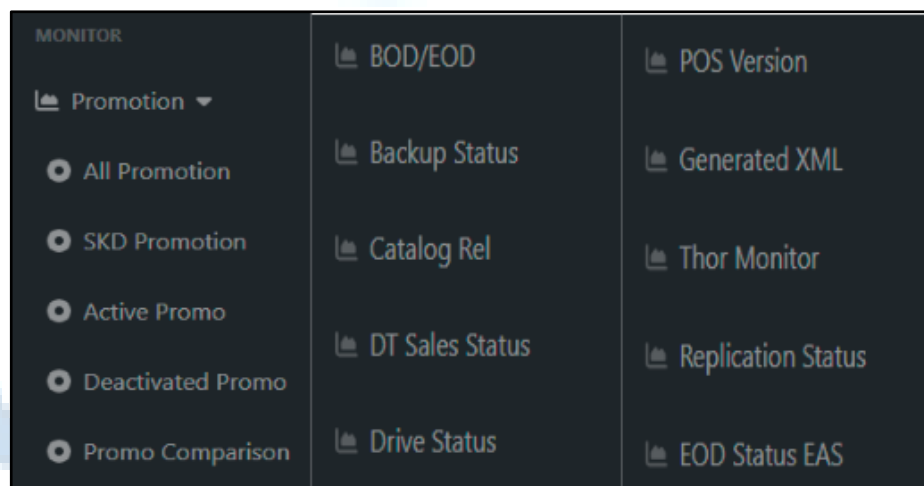 MONITOR
Promotion
All Promotion
SKD Promotion
Active Promo
Deactivated Promo
Promo Comparison
BOD/EOD
Backup Status
Catalog Rel
DT Sales Status
Drive Status
POS Version
Generated XML
Thor Monitor
Replication Status
EOD Status EAS